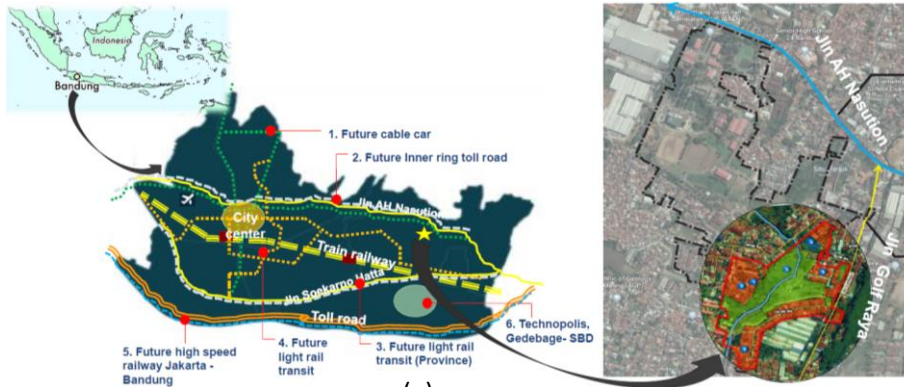 Indonesia
Bandung
1. Future cable car
2. Future Inner ring toll road
Jln AH Nasution
City
center
Train railway
Jln Soekarno Hatta
Toll road
6. Technopolis,
Gedebage- SBD
3. Future light rail
transit (Province)
4. Future
light rail
transit
5. Future high speed
railway Jakarta -
Bandung
Jln AH Nasution
Jln Golf Raya